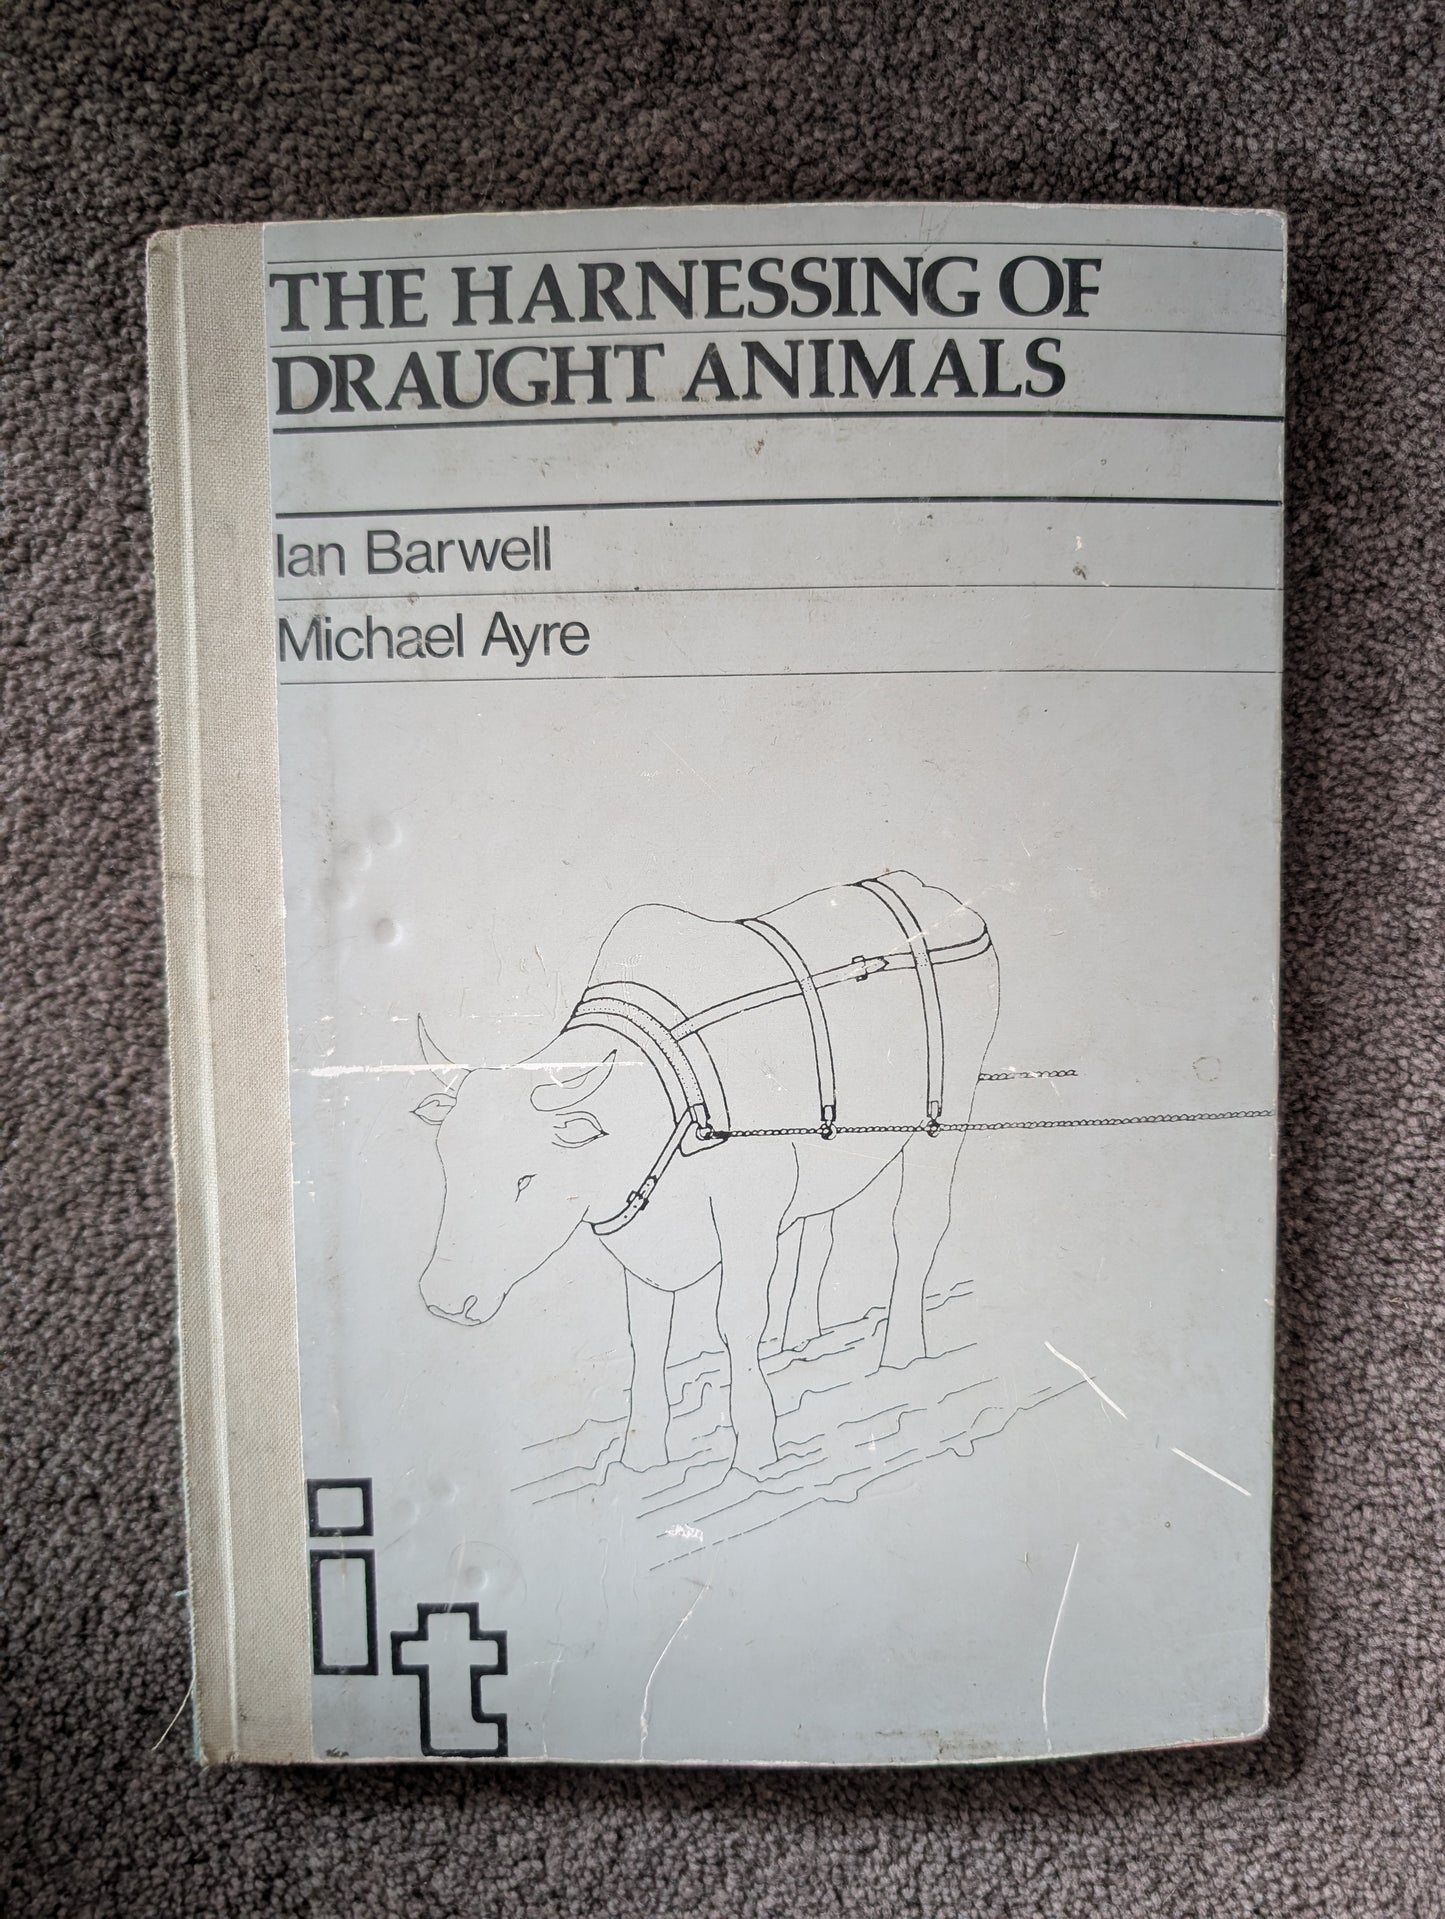 THE HARNESSING OF
DRAUGHT ANIMALS
Ian Barwell
Michael Ayre
it